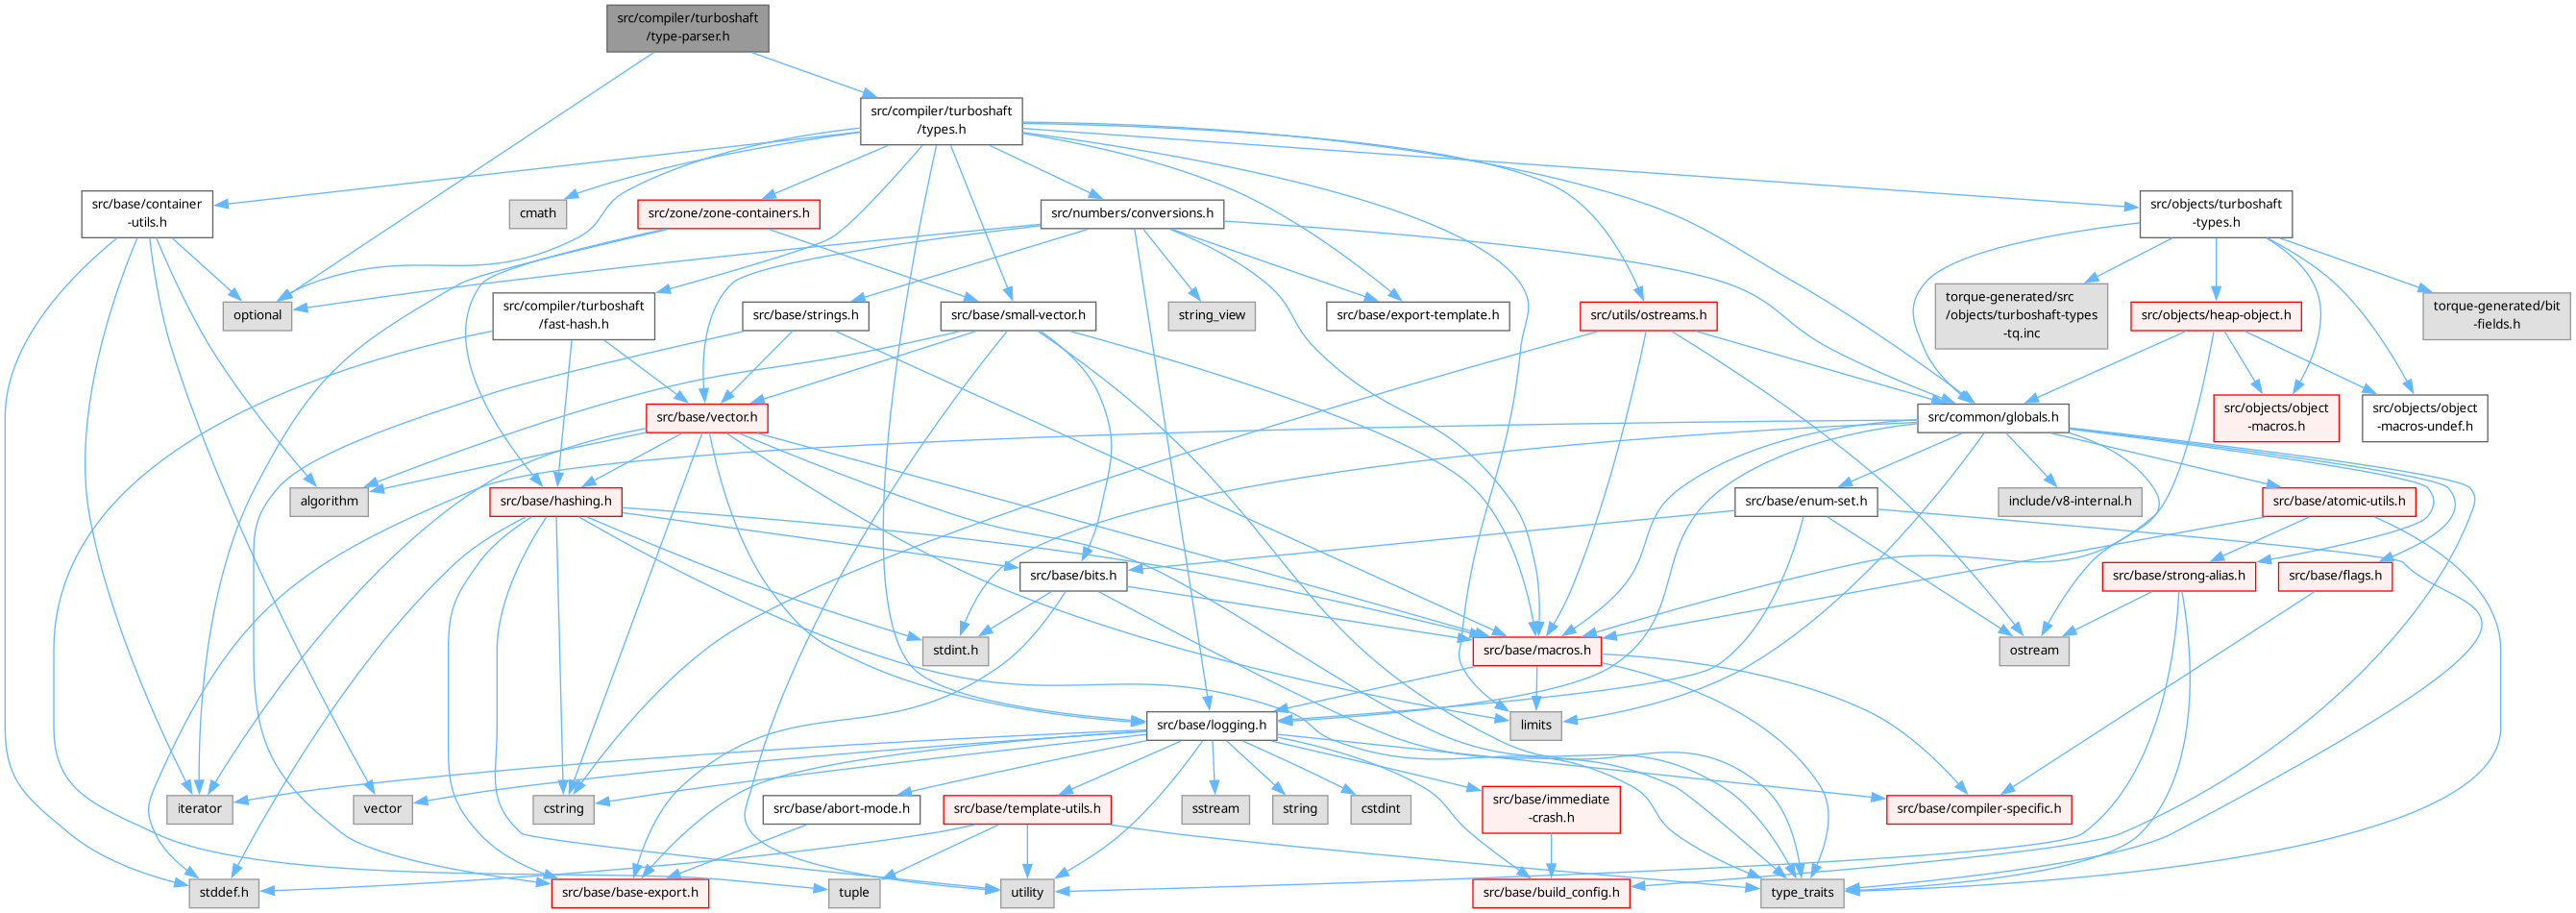 src/compiler/turboshaft
/type-parser.h
src/compiler/turboshaft
/types.h
src/base/container
-utils.h
cmath
src/zone/zone-containers.h
src/numbers/conversions.h
src/objects/turboshaft
-types.h
optional
src/compiler/turboshaft
/fast-hash.h
src/base/strings.h
src/base/small-vector.h
string_view
src/base/export-template.h
src/utils/ostreams.h
torque-generated/src
/objects/turboshaft-types
-tq.inc
src/objects/heap-object.h
torque-generated/bit
-fields.h
src/base/vector.h
src/common/globals.h
src/objects/object
-macros.h
src/objects/object
-macros-undef.h
algorithm
src/base/hashing.h
src/base/enum-set.h
include/v8-internal.h
src/base/atomic-utils.h
src/base/bits.h
src/base/strong-alias.h
src/base/flags.h
stdint.h
src/base/macros.h
ostream
src/base/logging.h
limits
iterator
vector
cstring
src/base/abort-mode.h
src/base/template-utils.h
sstream
string
cstdint
src/base/immediate
-crash.h
src/base/compiler-specific.h
stddef.h
src/base/base-export.h
tuple
utility
src/base/build_config.h
type_traits